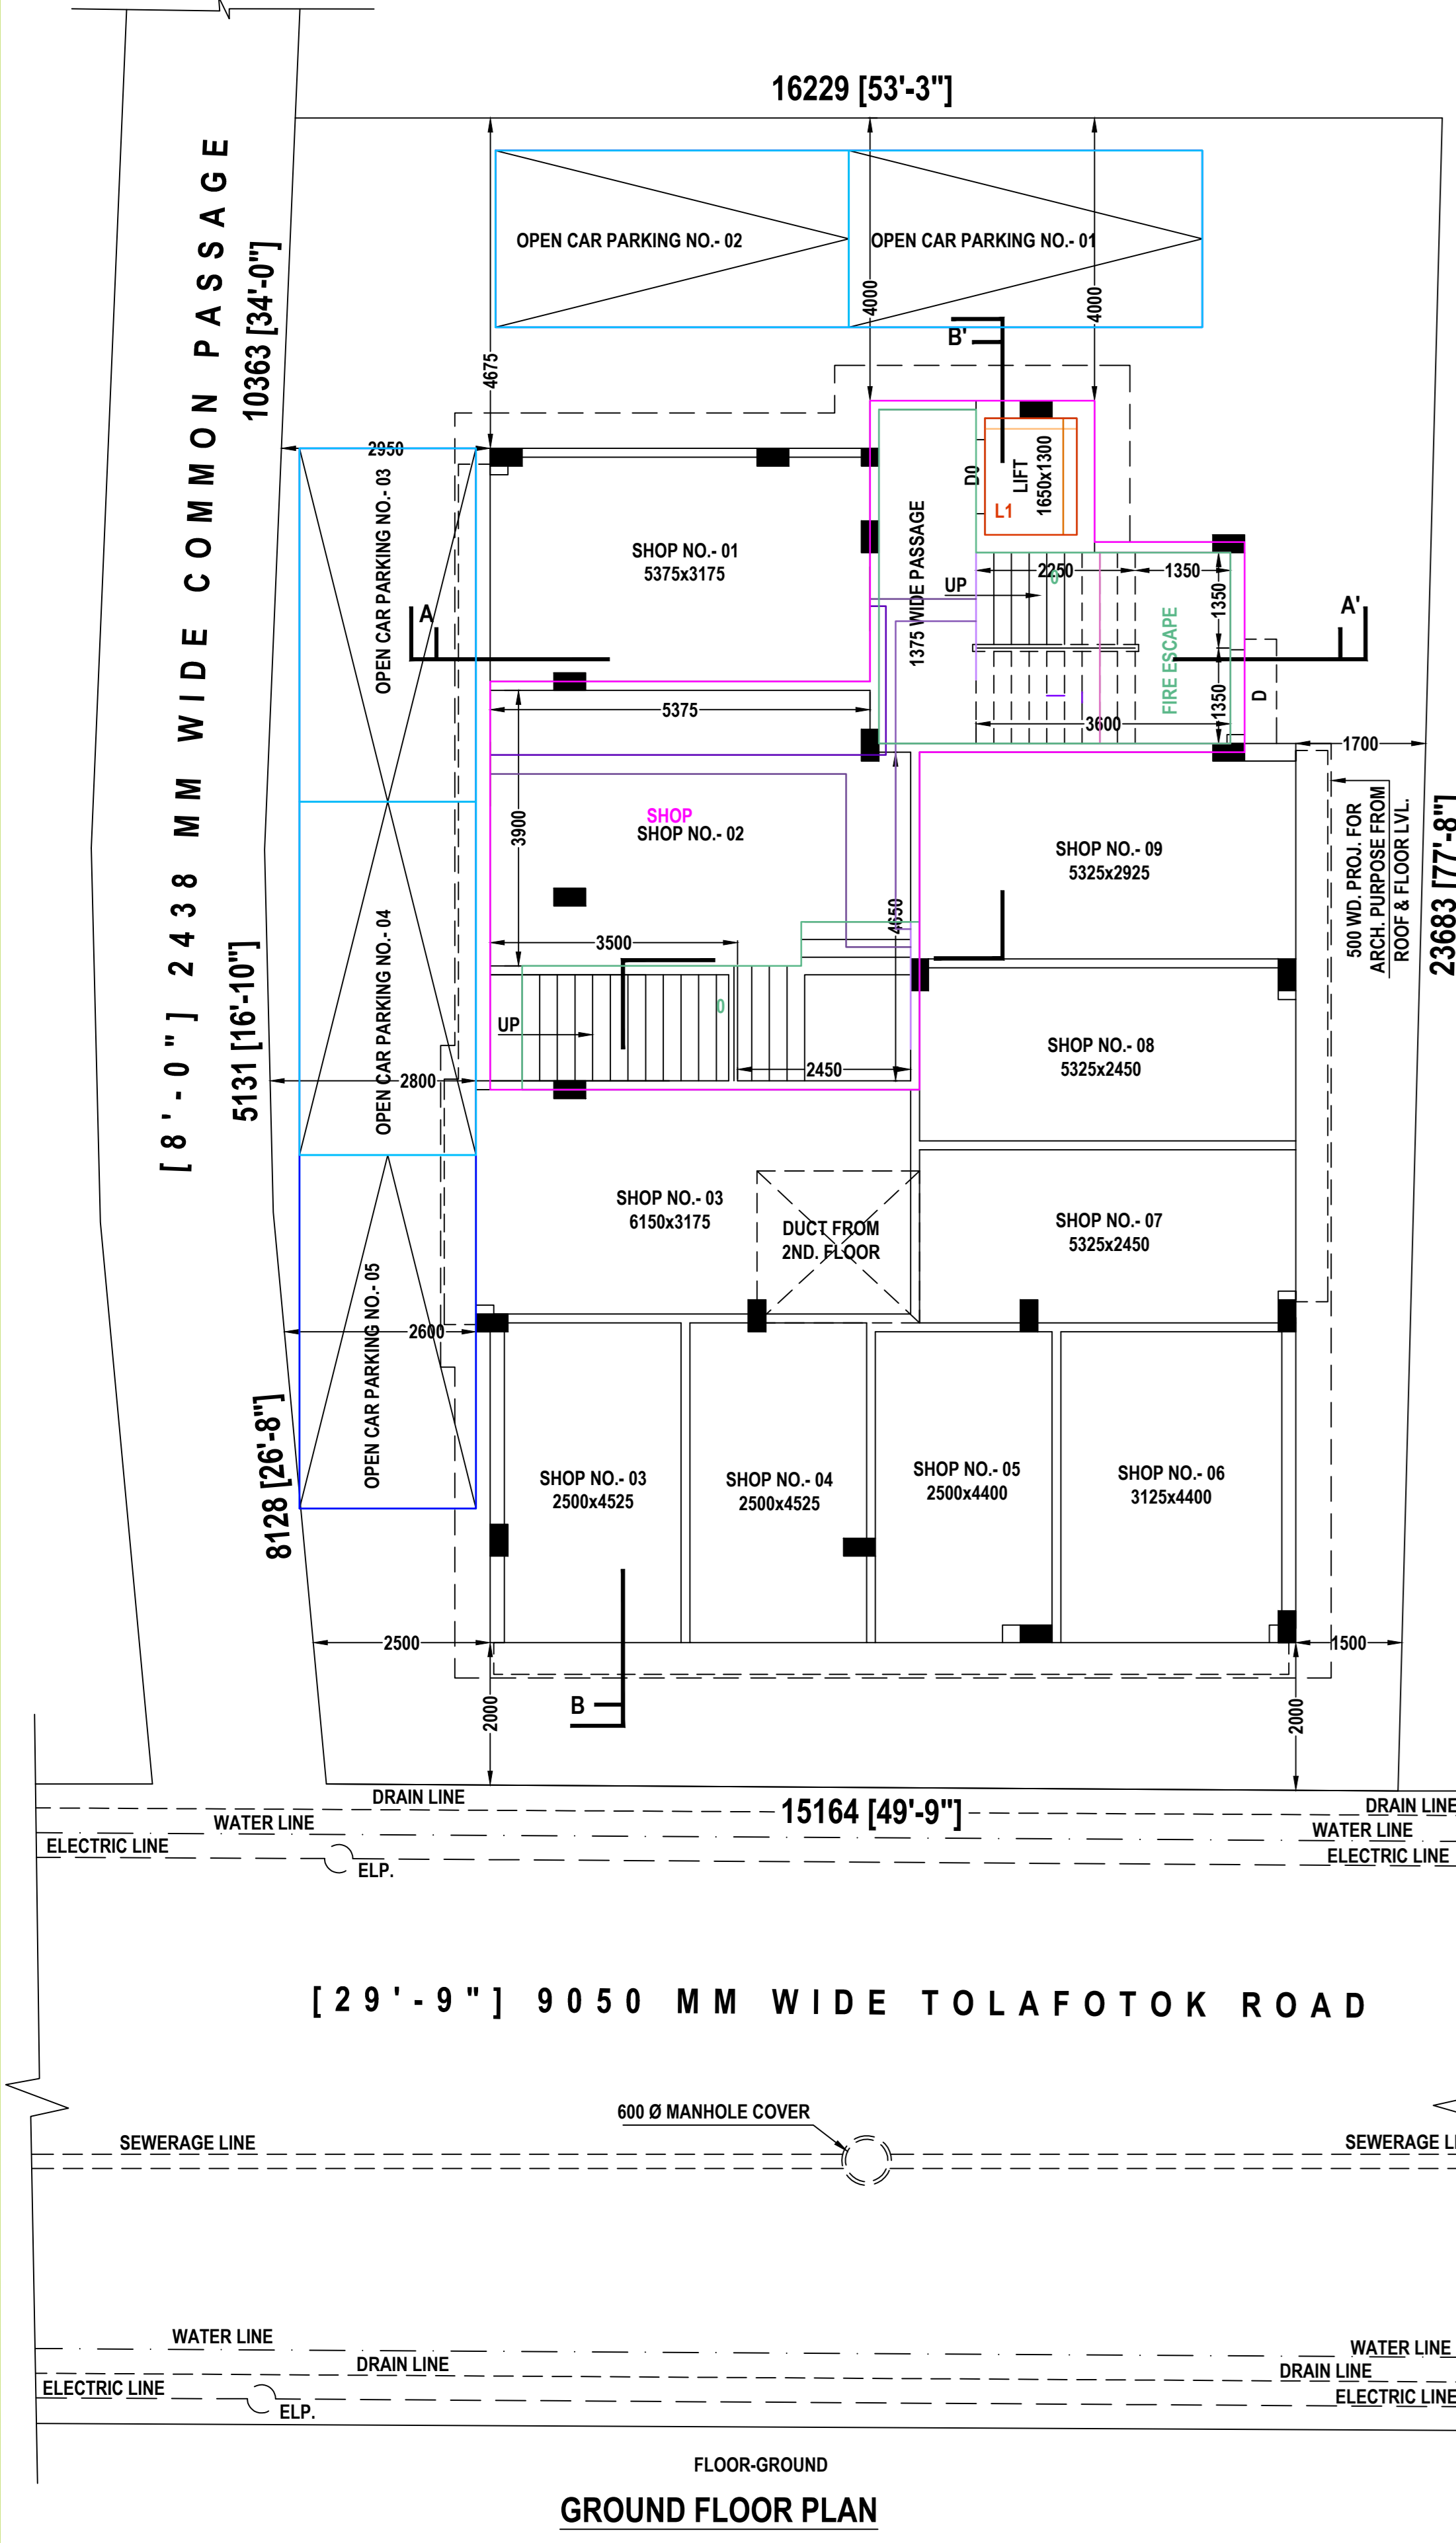 16229 [53'-3"]
[8'-0"] 2438 MM WIDE COMMON PASSAGE
10363 [34'-0"]
OPEN CAR PARKING NO.- 02
OPEN CAR PARKING NO.- 01
4000
4000
4675
B'
2950
OPEN CAR PARKING NO.- 03
SHOP NO.- 01
5375x3175
1375 WIDE PASSAGE
D0
LIFT
1650x1300
L1
2250
0
1350
UP
1350
FIRE ESCAPE
A
A'
1350
D
5375
3600
1700
3900
SHOP
SHOP NO.- 02
SHOP NO.- 09
5325x2925
500 WD. PROJ. FOR
ARCH. PURPOSE FROM
ROOF & FLOOR LVL.
23683 [77'-8"]
4650
3500
OPEN CAR PARKING NO.- 04
5131 [16'-10"]
UP
0
SHOP NO.- 08
5325x2450
2800
2450
SHOP NO.- 03
6150x3175
DUCT FROM
2ND. FLOOR
SHOP NO.- 07
5325x2450
OPEN CAR PARKING NO.- 05
2600
8128 [26'-8"]
SHOP NO.- 03
2500x4525
SHOP NO.- 04
2500x4525
SHOP NO.- 05
2500x4400
SHOP NO.- 06
3125x4400
2500
1500
2000
B
2000
DRAIN LINE
15164 [49'-9"]
DRAIN LINE
WATER LINE
WATER LINE
ELECTRIC LINE
ELECTRIC LINE
ELP.
[29'-9"] 9050 MM WIDE TOLAFOTOK ROAD
600 Ø MANHOLE COVER
SEWERAGE LINE
SEWERAGE LI
WATER LINE
WATER LINE
DRAIN LINE
DRAIN LINE
ELECTRIC LINE
ELECTRIC LINE
ELP.
FLOOR-GROUND
GROUND FLOOR PLAN